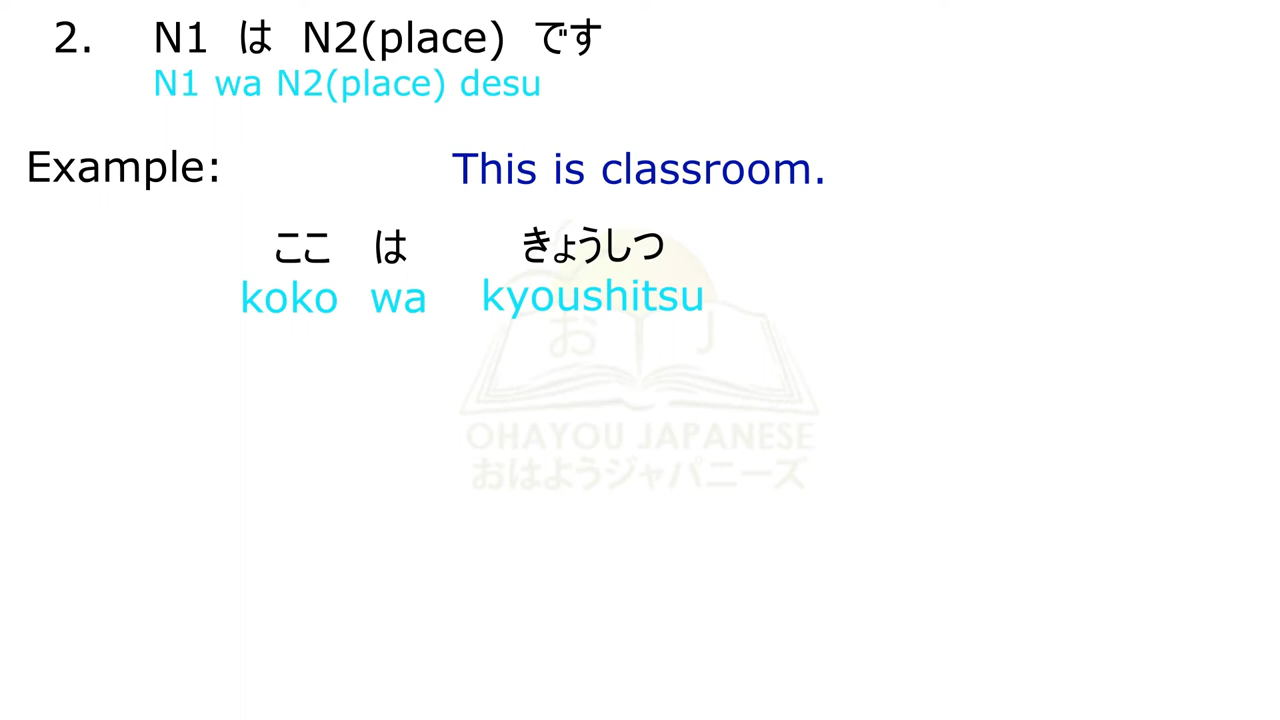 2. N1 は N2(place) です
N1 wa N2(place) desu
Example: This is classroom.
ここ は きょうしつ
koko wa kyoushitsu
お J
OHAYOU JAPANESE
おはようジャパニーズ